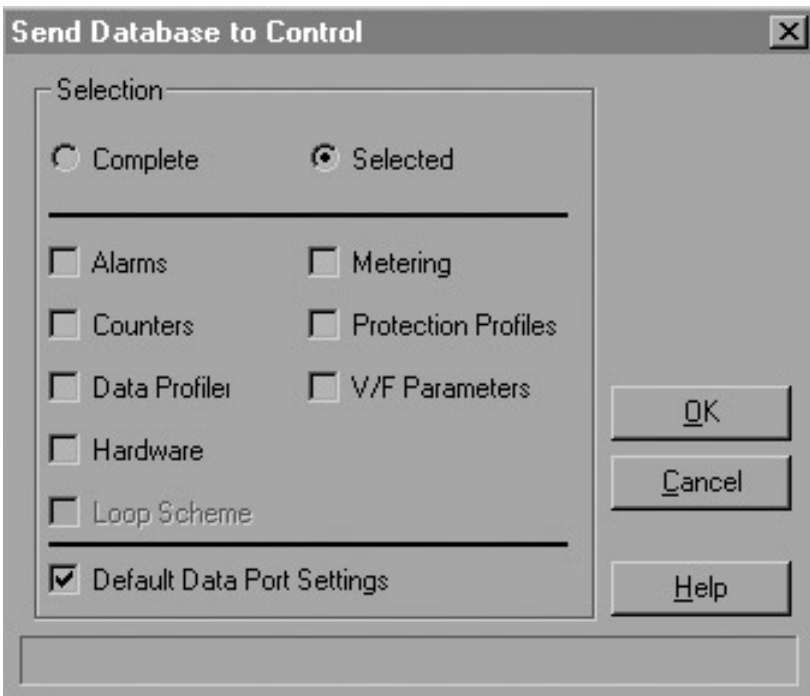 Send Database to Control
Selection
Complete
Selected
Alarms
Metering
Counters
Protection Profiles
Data Profiler
V/F Parameters
Hardware
Loop Scheme
Default Data Port Settings
OK
Cancel
Help